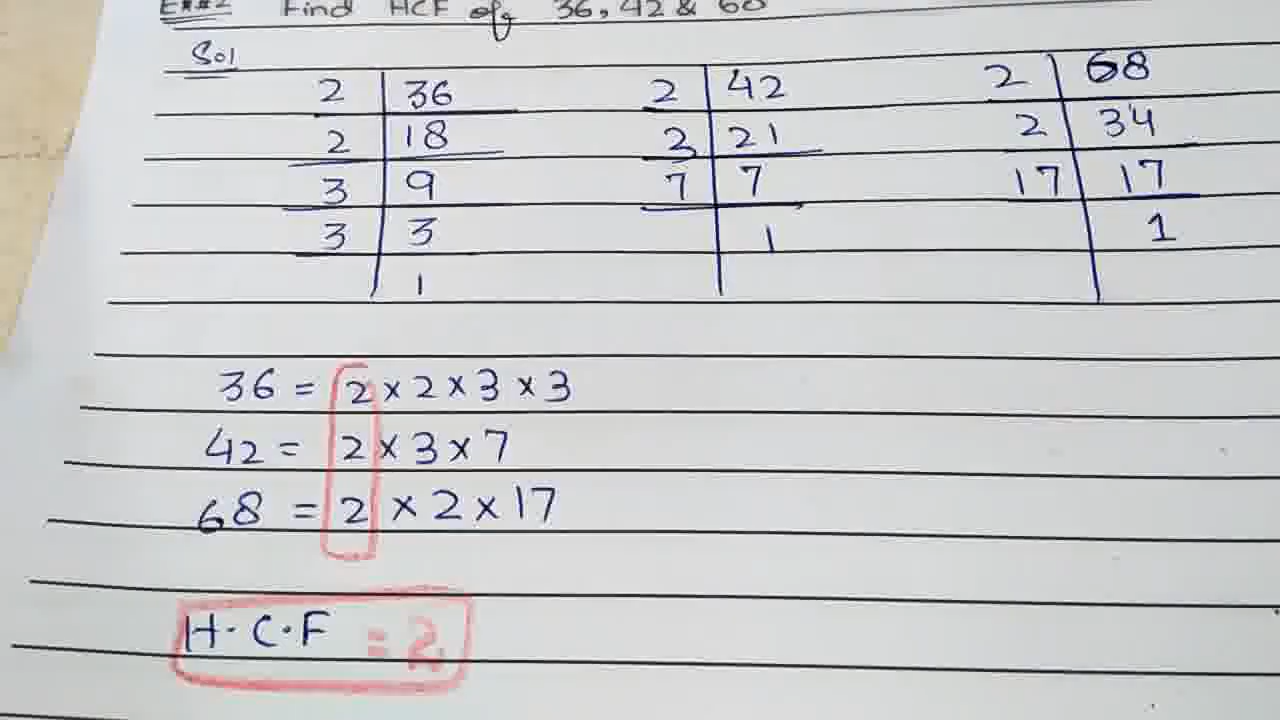 Find HCF of 36, 42 & 68
Sol
2 | 36
2 | 18
3 | 9
3 | 3
1
2 | 42
3 | 21
7 | 7
1
2 | 68
2 | 34
17 | 17
1
36 = 2 × 2 × 3 × 3
42 = 2 × 3 × 7
68 = 2 × 2 × 17
H.C.F = 2